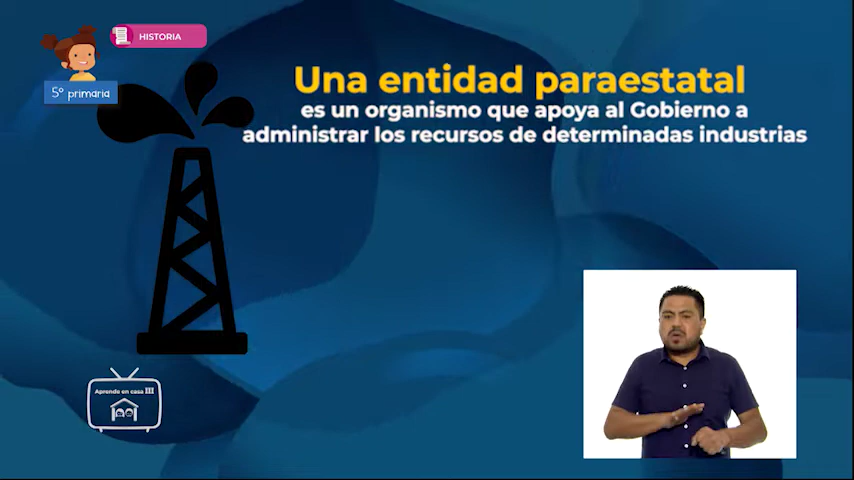 HISTORIA
5° primaria
Una entidad paraestatal
es un organismo que apoya al Gobierno a
administrar los recursos de determinadas industrias
Aprende en casa III